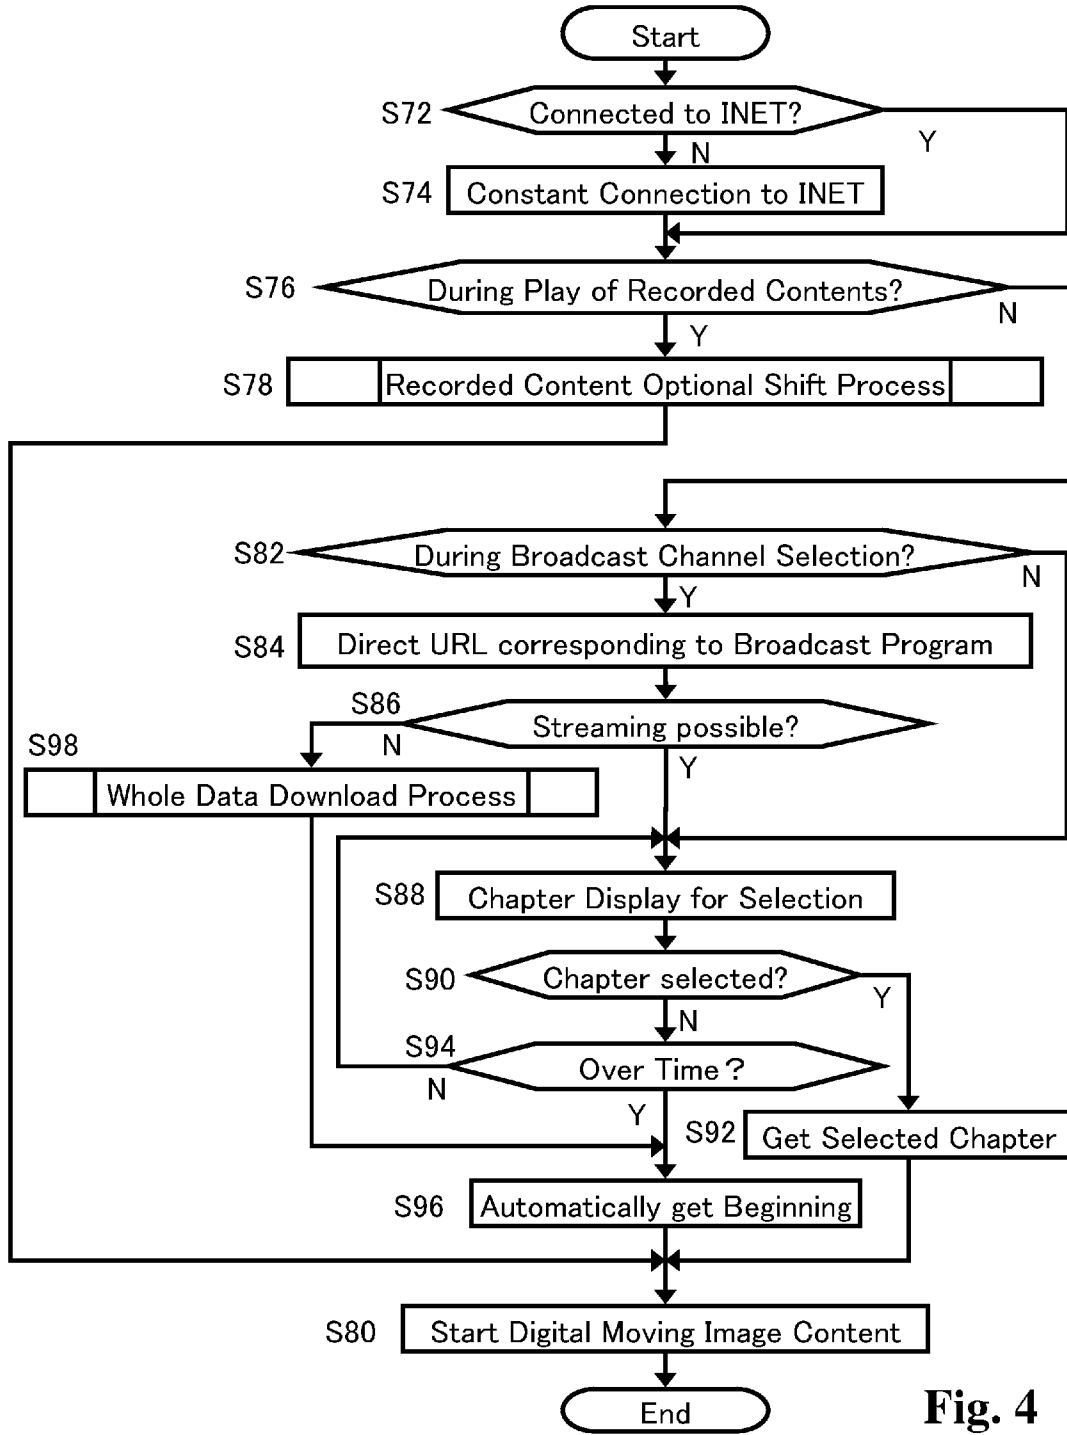 Start
S72
Connected to INET?
Y
N
S74
Constant Connection to INET
S76
During Play of Recorded Contents?
N
Y
S78
Recorded Content Optional Shift Process
S82
During Broadcast Channel Selection?
N
Y
S84
Direct URL corresponding to Broadcast Program
S86
Streaming possible?
N
Y
S98
Whole Data Download Process
S88
Chapter Display for Selection
S90
Chapter selected?
Y
N
S94
Over Time?
N
Y
S92
Get Selected Chapter
S96
Automatically get Beginning
S80
Start Digital Moving Image Content
End
Fig. 4